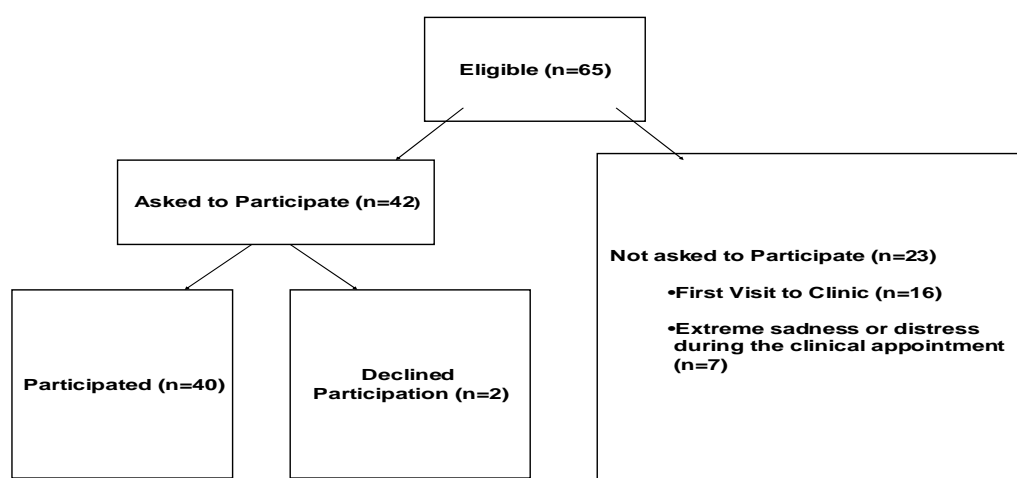 Eligible (n=65)
Asked to Participate (n=42)
Not asked to Participate (n=23)
•First Visit to Clinic (n=16)
•Extreme sadness or distress
during the clinical appointment
(n=7)
Participated (n=40)
Declined
Participation (n=2)